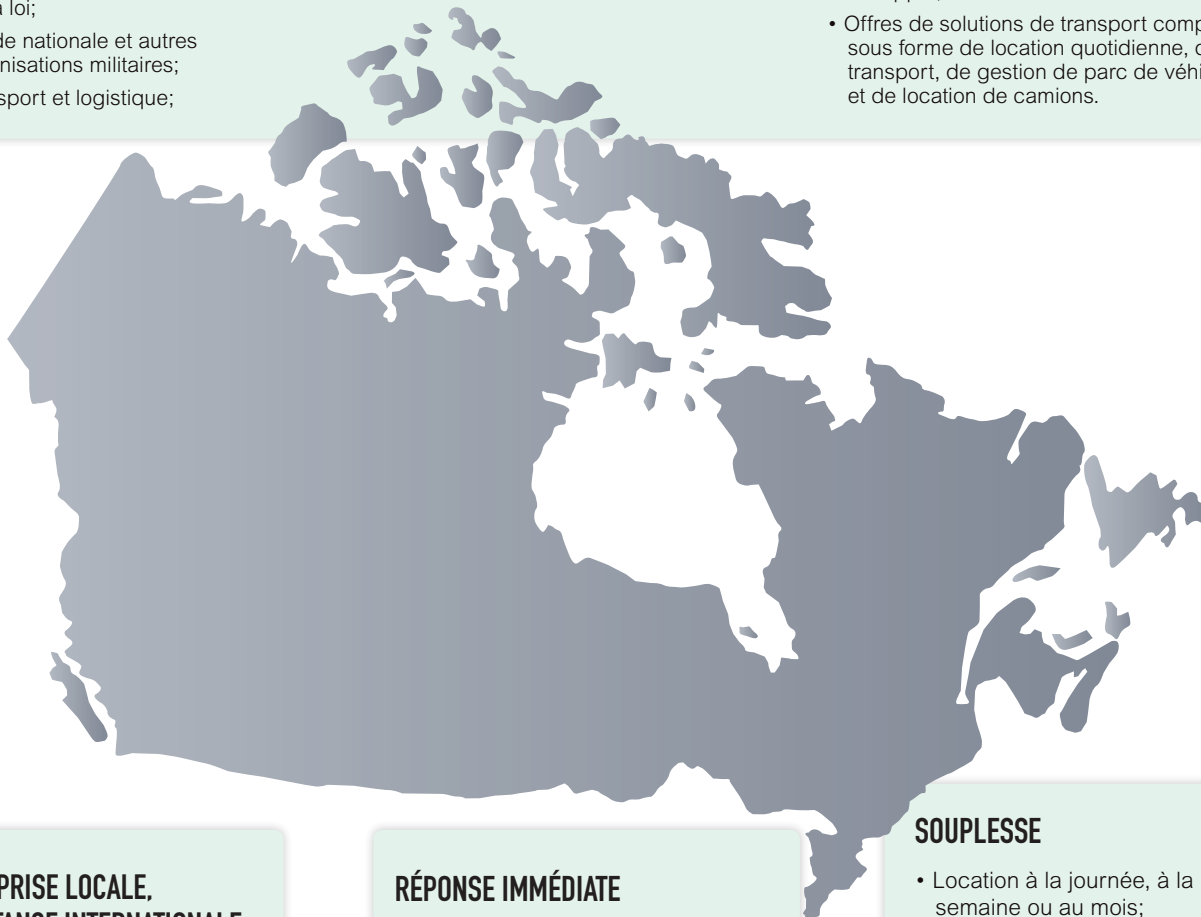 loi;
de nationale et autres
nisations militaires;
sport et logistique;
• Offres de solutions de transport comp
sous forme de location quotidienne, 
transport, de gestion de parc de véhi
et de location de camions.
PRISE LOCALE,
RÉPONSE IMMÉDIATE
SOUPLESSE
• Location à la journée, à la
semaine ou au mois;